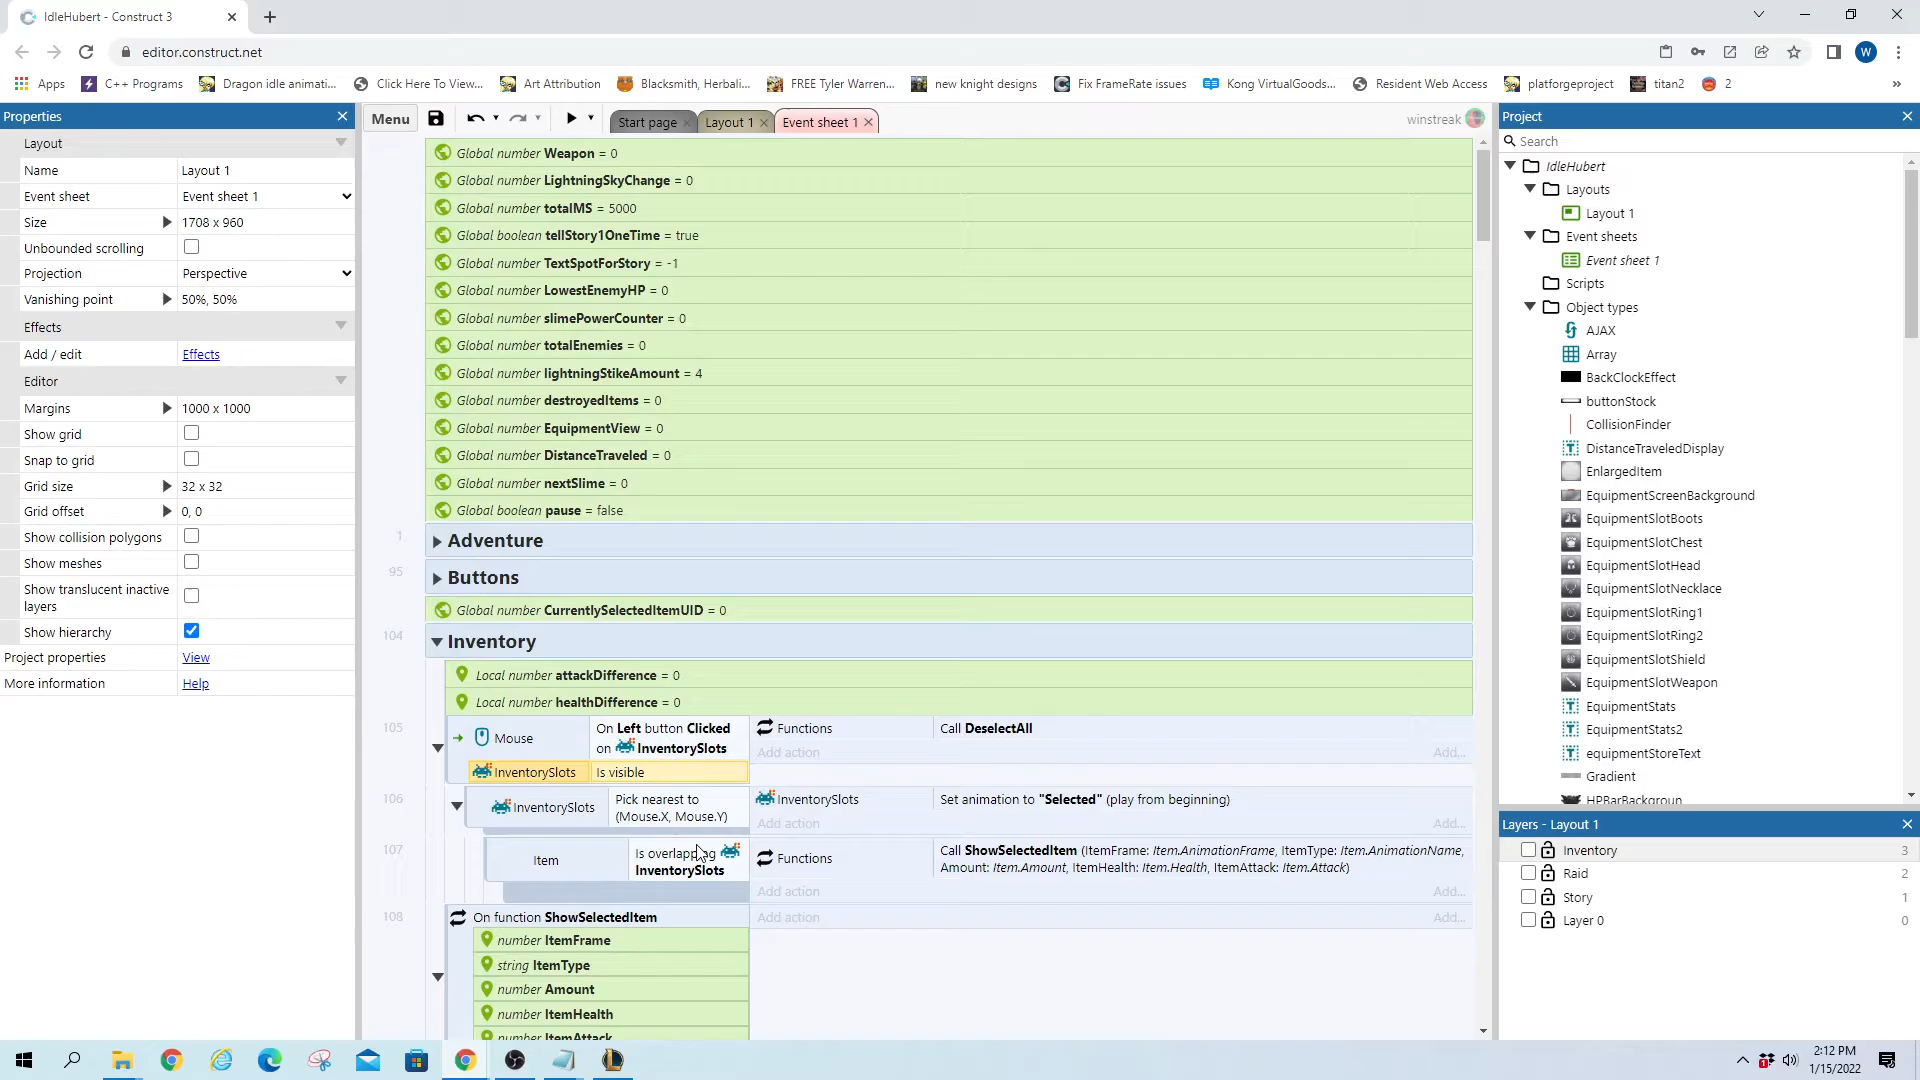 IdleHubert - Construct 3
editor.construct.net
W
Apps
C++ Programs
Dragon idle animati...
Click Here To View...
Art Attribution
Blacksmith, Herbali...
FREE Tyler Warren...
new knight designs
Fix FrameRate issues
Kong VirtualGoods...
Resident Web Access
platforgeproject
titan2
2
»
Properties
Layout
Name Layout 1
Event sheet Event sheet 1
Size 1708 x 960
Unbounded scrolling
Projection Perspective
Vanishing point 50%, 50%
Effects
Add / edit Effects
Editor
Margins 1000 x 1000
Show grid
Snap to grid
Grid size 32 x 32
Grid offset 0, 0
Show collision polygons
Show meshes
Show translucent inactive
layers
Show hierarchy
Project properties View
More information Help
Menu
Start page
Layout 1
Event sheet 1
winstreak
Global number Weapon = 0
Global number LightningSkyChange = 0
Global number totalMS = 5000
Global boolean tellStory1OneTime = true
Global number TextSpotForStory = -1
Global number LowestEnemyHP = 0
Global number slimePowerCounter = 0
Global number totalEnemies = 0
Global number lightningStikeAmount = 4
Global number destroyedItems = 0
Global number EquipmentView = 0
Global number DistanceTraveled = 0
Global number nextSlime = 0
Global boolean pause = false
1 Adventure
95 Buttons
Global number CurrentlySelectedItemUID = 0
104 Inventory
Local number attackDifference = 0
Local number healthDifference = 0
105 Mouse On Left button Clicked
on InventorySlots
Functions Call DeselectAll
Add action Add...
InventorySlots Is visible
106 InventorySlots Pick nearest to
(Mouse.X, Mouse.Y)
InventorySlots Set animation to "Selected" (play from beginning)
Add action Add...
107 Item Is overlapping
InventorySlots
Functions Call ShowSelectedItem (ItemFrame: Item.AnimationFrame, ItemType: Item.AnimationName,
Amount: Item.Amount, ItemHealth: Item.Health, ItemAttack: Item.Attack)
Add action Add...
108 On function ShowSelectedItem Add action Add...
number ItemFrame
string ItemType
number Amount
number ItemHealth
number ItemAttack
Project
Search
IdleHubert
Layouts
Layout 1
Event sheets
Event sheet 1
Scripts
Object types
AJAX
Array
BackClockEffect
buttonStock
CollisionFinder
DistanceTraveledDisplay
EnlargedItem
EquipmentScreenBackground
EquipmentSlotBoots
EquipmentSlotChest
EquipmentSlotHead
EquipmentSlotNecklace
EquipmentSlotRing1
EquipmentSlotRing2
EquipmentSlotShield
EquipmentSlotWeapon
EquipmentStats
EquipmentStats2
equipmentStoreText
Gradient
HPBarBackgroun
Layers - Layout 1
Inventory 3
Raid 2
Story 1
Layer 0 0
2:12 PM
1/15/2022